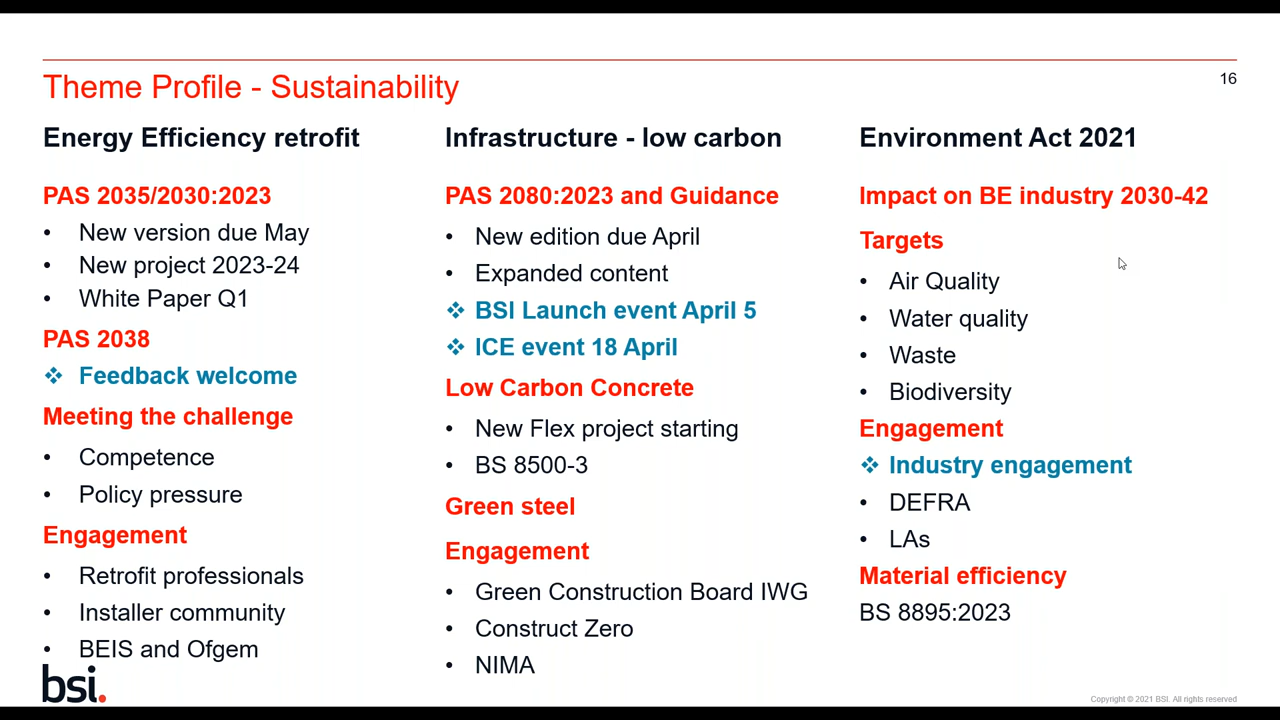 16
Theme Profile - Sustainability
Energy Efficiency retrofit
PAS 2035/2030:2023
• New version due May
• New project 2023-24
• White Paper Q1
PAS 2038
❖ Feedback welcome
Meeting the challenge
• Competence
• Policy pressure
Engagement
• Retrofit professionals
• Installer community
• BEIS and Ofgem
Infrastructure - low carbon
PAS 2080:2023 and Guidance
• New edition due April
• Expanded content
❖ BSI Launch event April 5
❖ ICE event 18 April
Low Carbon Concrete
• New Flex project starting
• BS 8500-3
Green steel
Engagement
• Green Construction Board IWG
• Construct Zero
• NIMA
Environment Act 2021
Impact on BE industry 2030-42
Targets
• Air Quality
• Water quality
• Waste
• Biodiversity
Engagement
❖ Industry engagement
• DEFRA
• LAs
Material efficiency
BS 8895:2023
bsi.
Copyright © 2021 BSI. All rights reserved